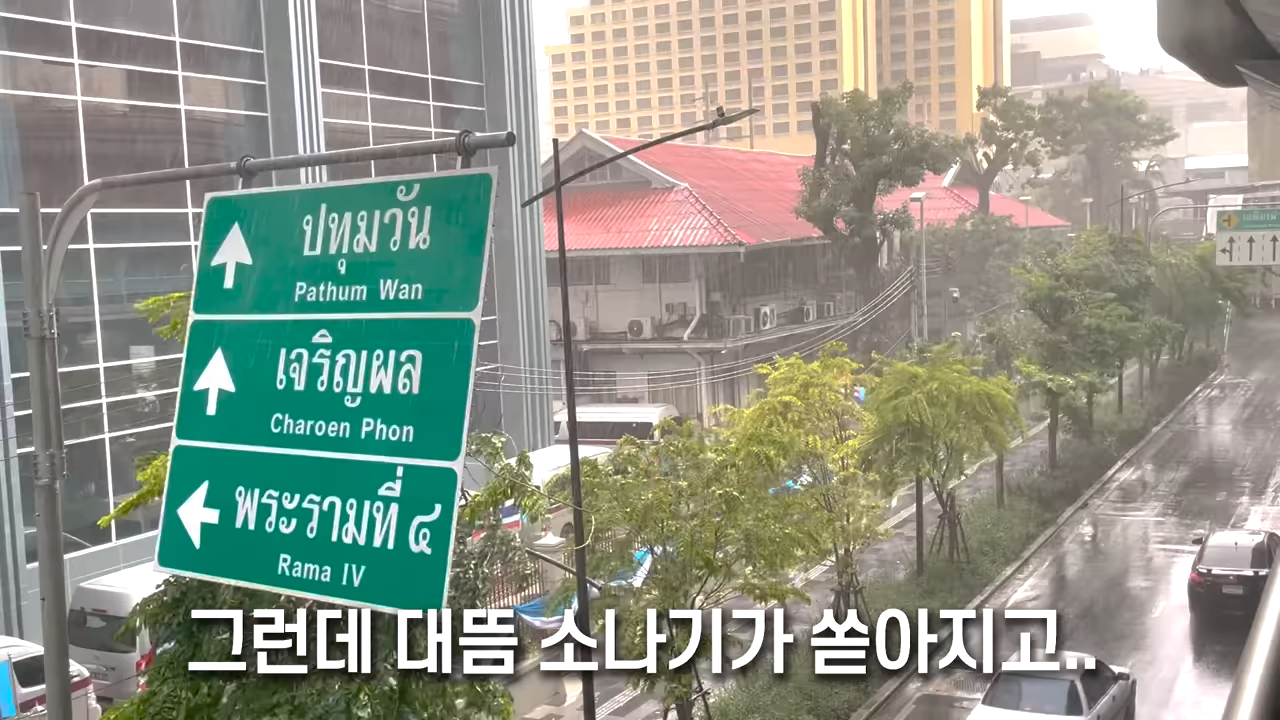 ปทุมวัน
Pathum Wan
เจริญผล
Charoen Phon
พระรามที่ ๔
Rama IV
그런데 대뜸 소나기가 쏟아지고..